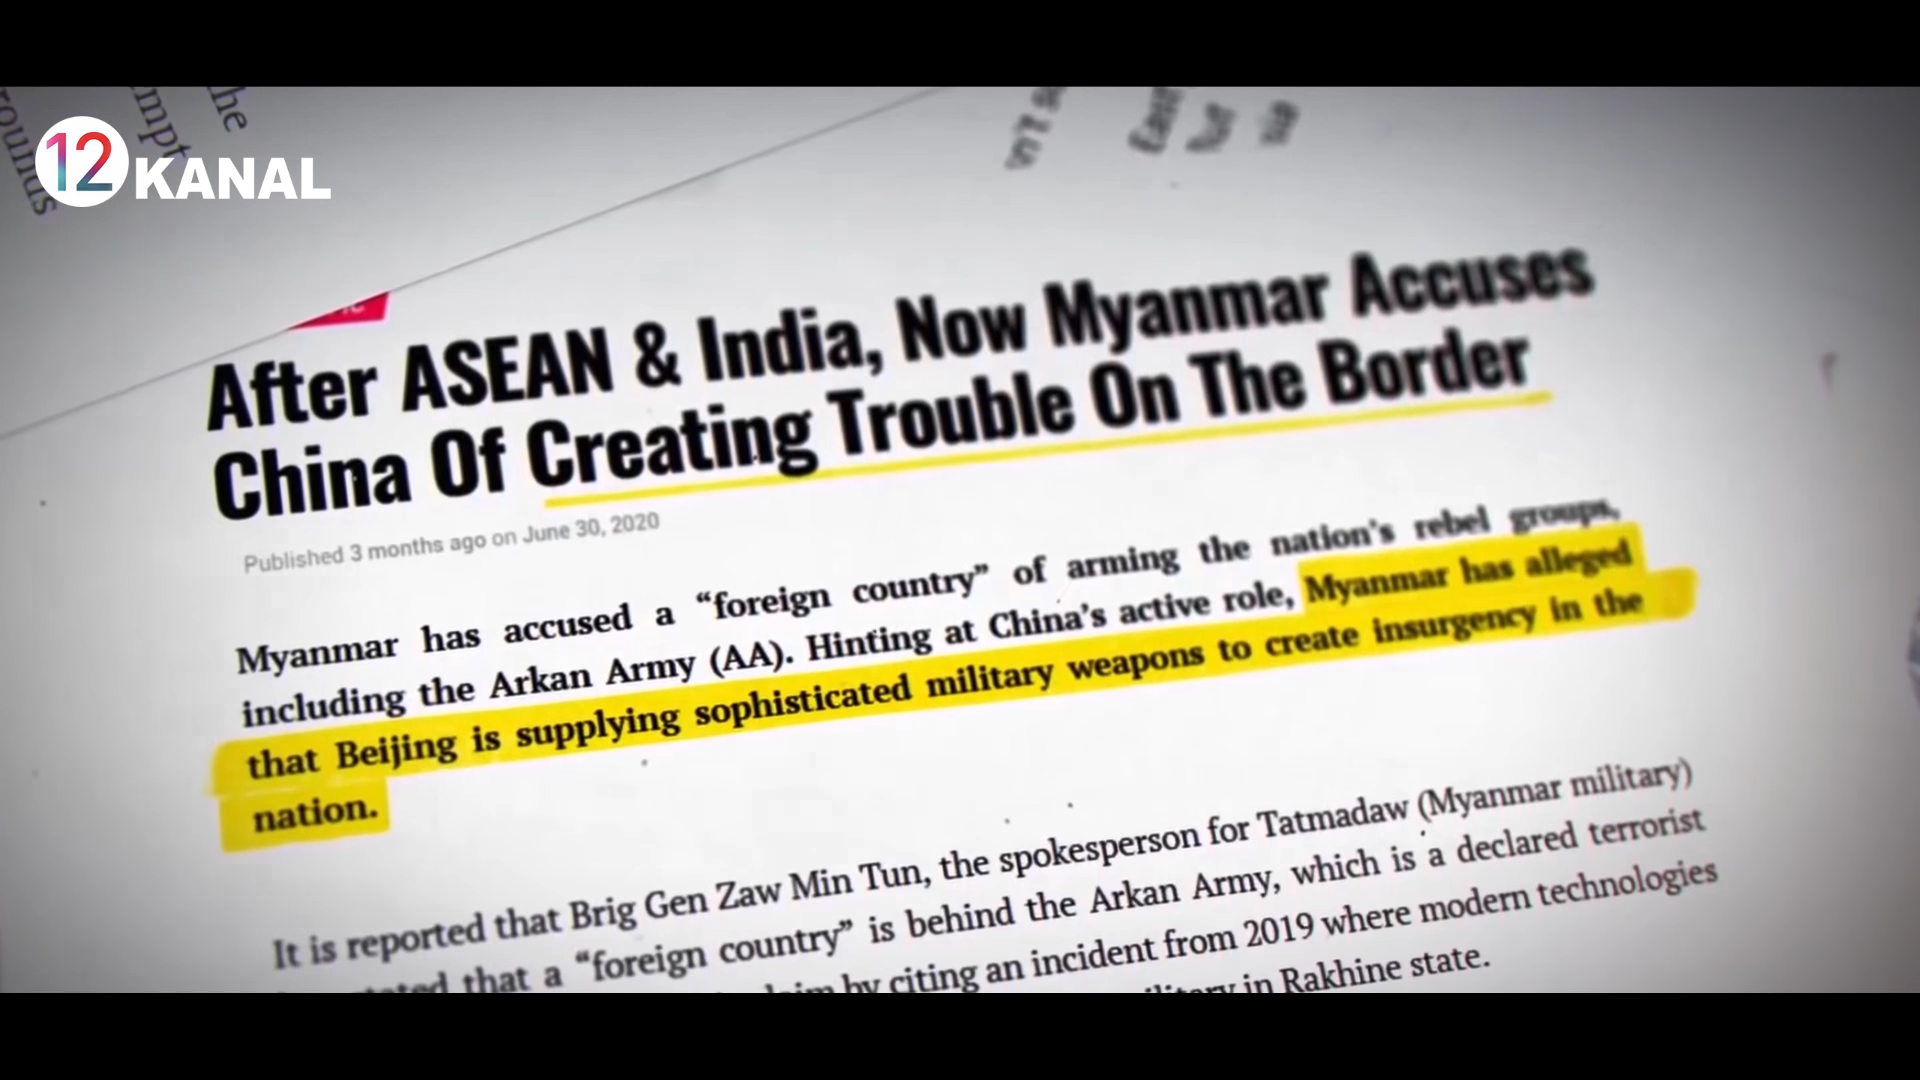 rounds
mpt
he
12 KANAL
After ASEAN & India, Now Myanmar Accuses
China Of Creating Trouble On The Border
Published 3 months ago on June 30, 2020
Myanmar has accused a “foreign country” of arming the nation’s rebel groups,
including the Arkan Army (AA). Hinting at China’s active role, Myanmar has alleged
that Beijing is supplying sophisticated military weapons to create insurgency in the
nation.
It is reported that Brig Gen Zaw Min Tun, the spokesperson for Tatmadaw (Myanmar military)
that a “foreign country” is behind the Arkan Army, which is a declared terrorist
by citing an incident from 2019 where modern technologies
in Rakhine state.